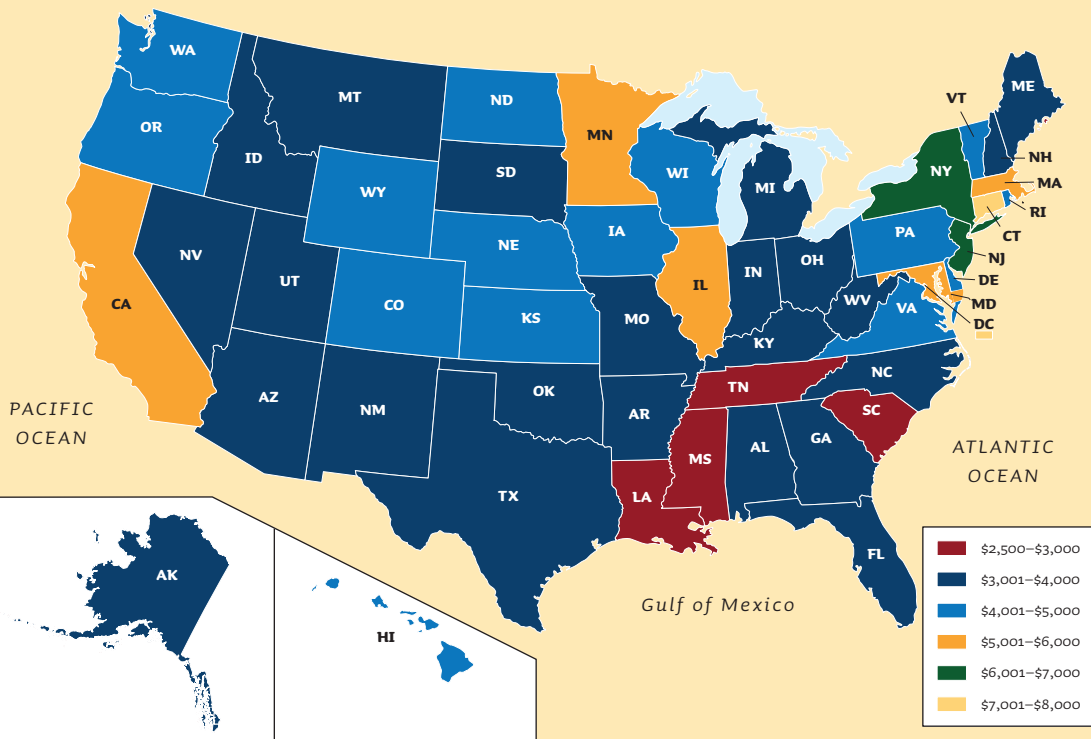 WA
OR
CA
ID
NV
MT
WY
UT
AZ
CO
NM
ND
SD
NE
KS
OK
TX
MN
IA
MO
AR
LA
WI
IL
MS
MI
IN
OH
KY
TN
AL
GA
FL
SC
NC
WV
VA
PA
NY
VT
ME
NH
MA
RI
CT
NJ
DE
MD
DC
PACIFIC
OCEAN
ATLANTIC
OCEAN
Gulf of Mexico
AK
HI
$2,500–$3,000
$3,001–$4,000
$4,001–$5,000
$5,001–$6,000
$6,001–$7,000
$7,001–$8,000